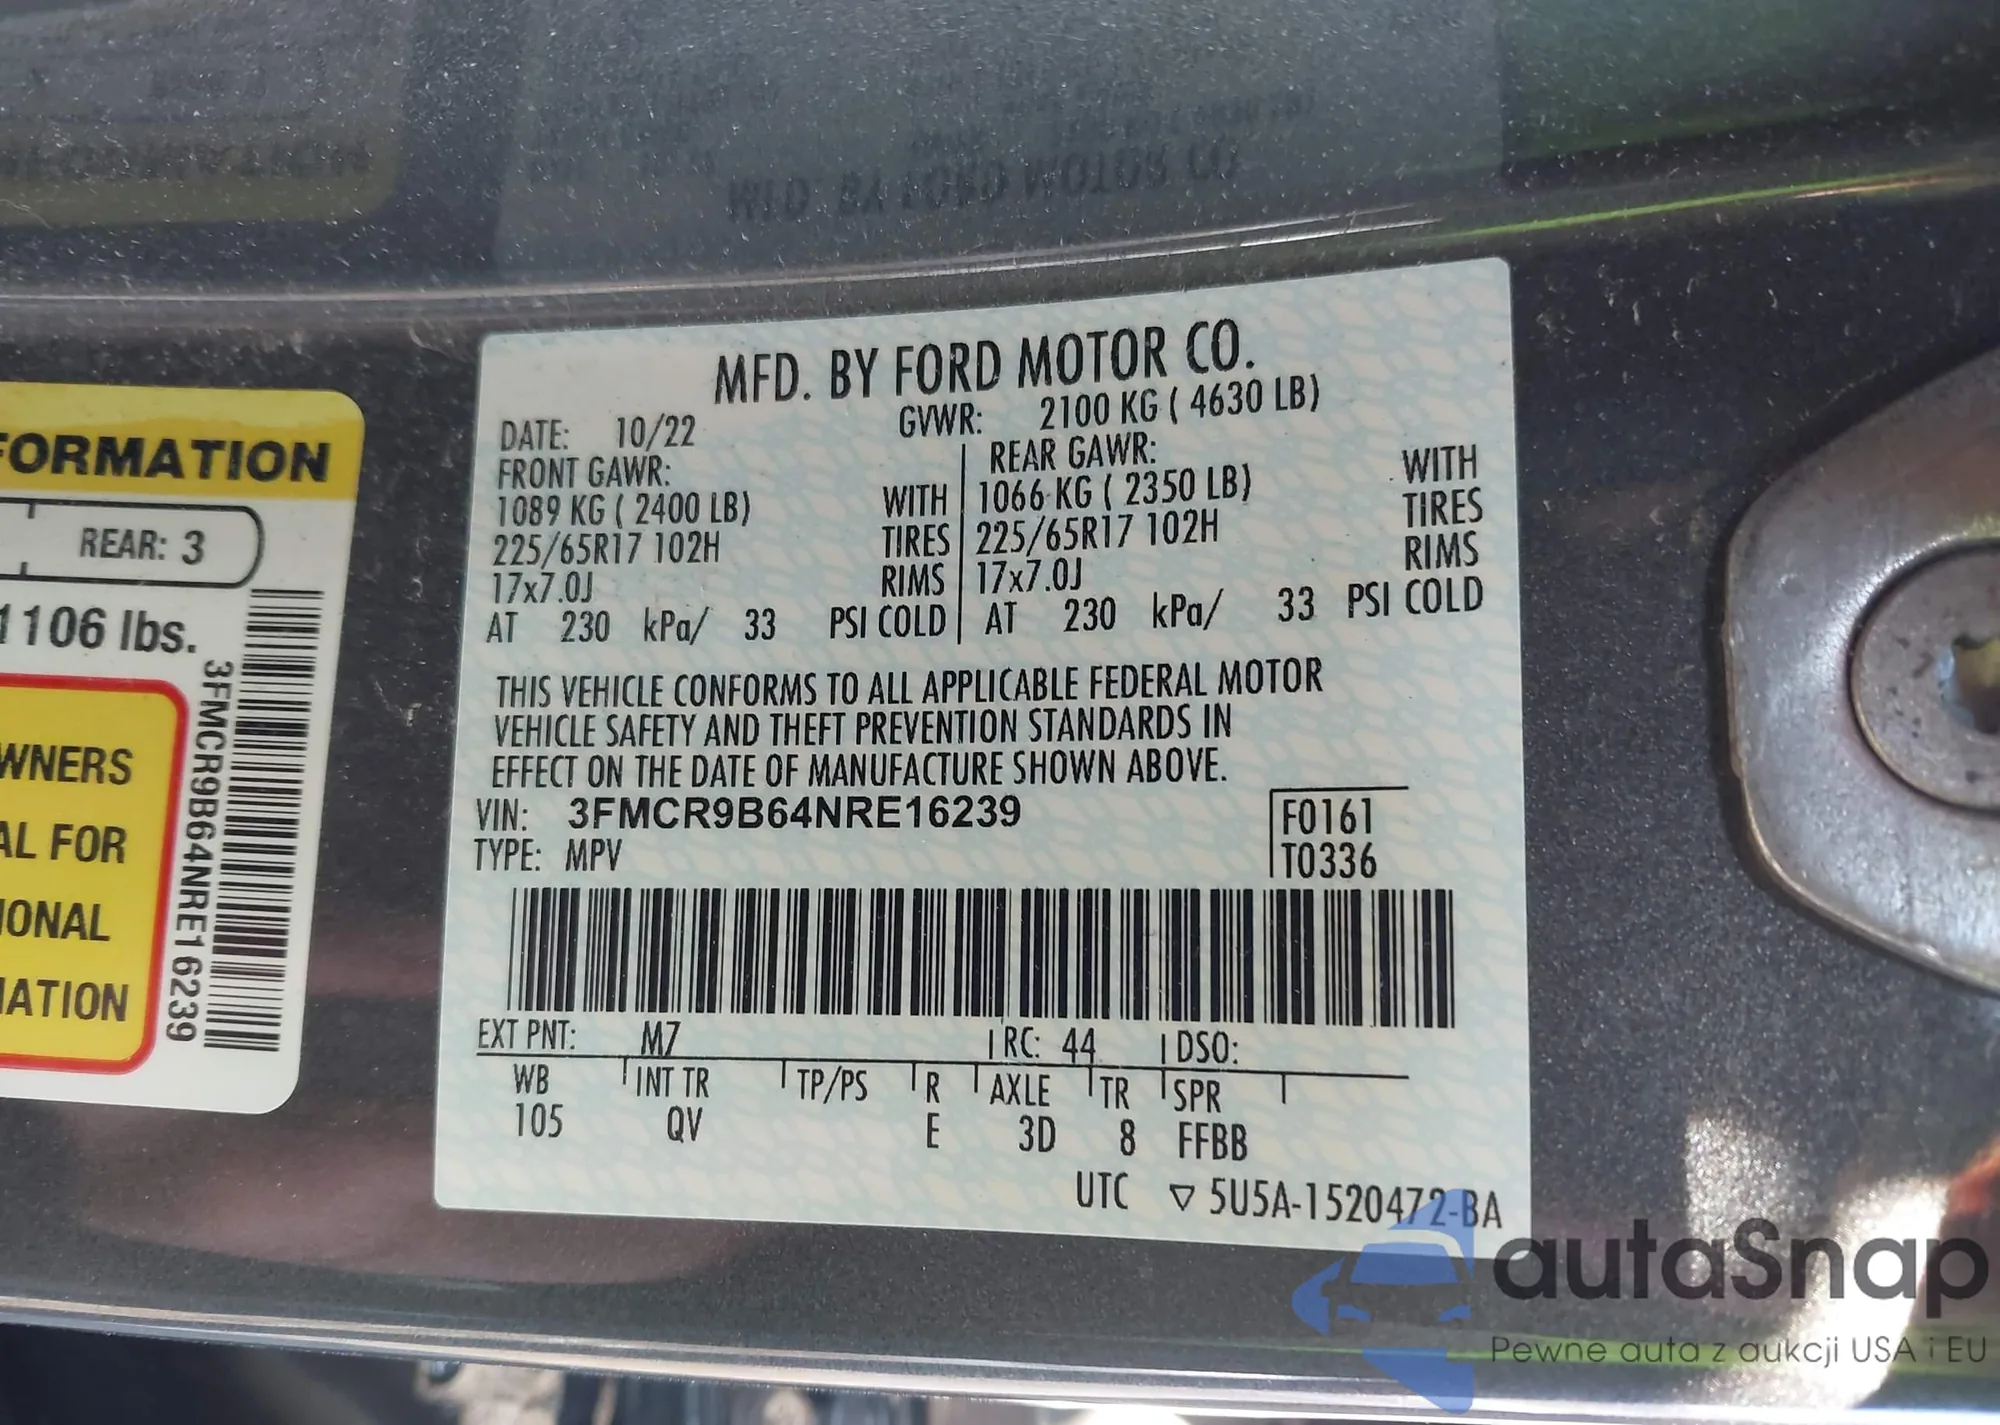 FORMATION
REAR: 3
1106 lbs.
WNERS
AL FOR
IONAL
MATION
3FMCR9B64NRE16239
MFD. BY FORD MOTOR CO.
DATE: 10/22 GVWR: 2100 KG ( 4630 LB)
FRONT GAWR: REAR GAWR:
1089 KG ( 2400 LB) WITH 1066 KG ( 2350 LB) WITH
225/65R17 102H TIRES 225/65R17 102H TIRES
17x7.0J RIMS 17x7.0J RIMS
AT 230 kPa/ 33 PSI COLD AT 230 kPa/ 33 PSI COLD
THIS VEHICLE CONFORMS TO ALL APPLICABLE FEDERAL MOTOR
VEHICLE SAFETY AND THEFT PREVENTION STANDARDS IN
EFFECT ON THE DATE OF MANUFACTURE SHOWN ABOVE.
VIN: 3FMCR9B64NRE16239 F0161
TYPE: MPV T0336
EXT PNT: M7 RC: 44 DSO:
WB INT TR TP/PS R AXLE TR SPR
105 QV E 3D 8 FFBB
UTC ▽ 5U5A-1520472-BA
autaSnap
Pewne auta z aukcji USA i EU